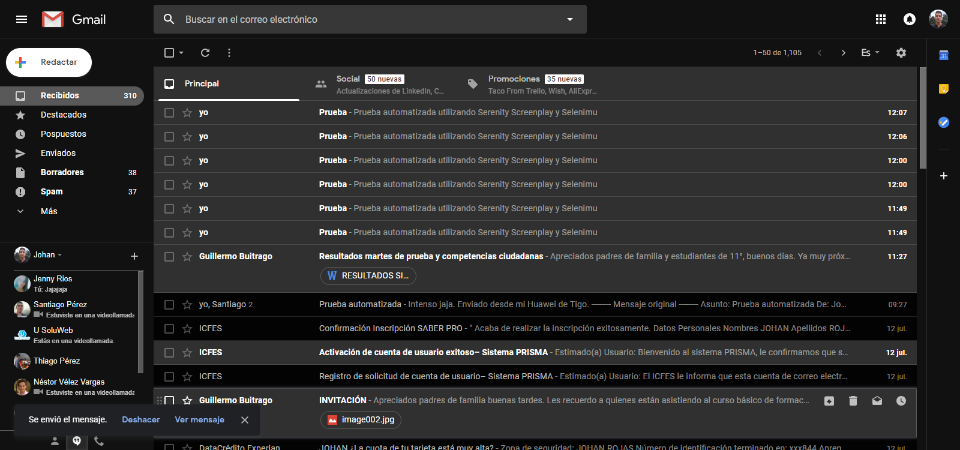 Gmail
Buscar en el correo electrónico
Redactar
1–50 de 1,105
Es
Recibidos 310
Destacados
Pospuestos
Enviados
Borradores 38
Spam 37
Más
Principal
Social 50 nuevas
Actualizaciones de LinkedIn, C...
Promociones 35 nuevas
Taco From Trello, Wish, AliExpr...
yo Prueba - Prueba automatizada utilizando Serenity Screenplay y Selenimu 12:07
yo Prueba - Prueba automatizada utilizando Serenity Screenplay y Selenimu 12:06
yo Prueba - Prueba automatizada utilizando Serenity Screenplay y Selenimu 12:00
yo Prueba - Prueba automatizada utilizando Serenity Screenplay y Selenimu 12:00
yo Prueba - Prueba automatizada utilizando Serenity Screenplay y Selenimu 11:49
yo Prueba - Prueba automatizada utilizando Serenity Screenplay y Selenimu 11:49
Guillermo Buitrago Resultados martes de prueba y competencias ciudadanas - Apreciados padres de familia y estudiantes de 11°, buenos días. Ya muy próx... 11:27
W RESULTADOS SI...
yo, Santiago 2 Prueba automatizada - Intenso jaja. Enviado desde mi Huawei de Tigo. ——— Mensaje original ——— Asunto: Prueba automatizada De: Jo... 09:27
ICFES Confirmación Inscripción SABER PRO - " Acaba de realizar la inscripción exitosamente. Datos Personales Nombres JOHAN Apellidos ROJ... 12 jul.
ICFES Activación de cuenta de usuario exitoso– Sistema PRISMA - Estimado(a) Usuario: Bienvenido al sistema PRISMA, le confirmamos que s... 12 jul.
ICFES Registro de solicitud de cuenta de usuario– Sistema PRISMA - Estimado(a) Usuario: El ICFES le informa que esta cuenta de correo electr... 12 jul.
Guillermo Buitrago INVITACIÓN - Apreciados padres de familia buenas tardes. Les recuerdo a quienes están asistiendo al curso básico de formac...
image002.jpg
DataCrédito Experian JOHAN ¿La cuota de tu tarjeta está muy alta? - Zona de seguridad: JOHAN ROJAS Número de identificación terminado en: xxx844 Apren...
Johan
Jenny Rios
Tú: Jajajaja
Santiago Pérez
Estuviste en una videollamada
U SoluWeb
Estás en una videollamada.
Thiago Pérez
Néstor Vélez Vargas
Estuviste en una videollamada
Se envió el mensaje. Deshacer Ver mensaje